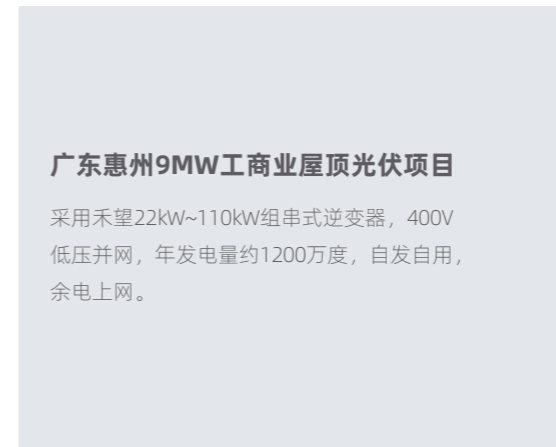 广东惠州9MW工商业屋顶光伏项目
采用禾望22kW~110kW组串式逆变器，400V
低压并网，年发电量约1200万度，自发自用，
余电上网。